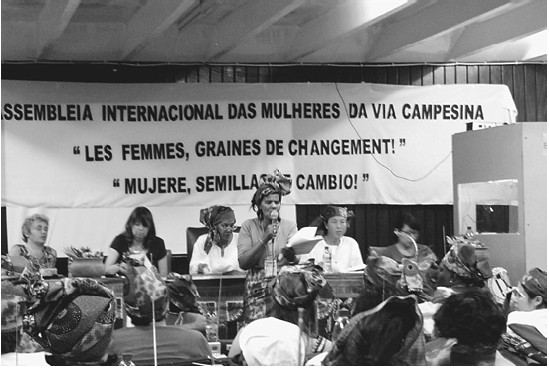 ASSEMBLEIA INTERNACIONAL DAS MULHERES DA VIA CAMPESINA
“ LES FEMMES, GRAINES DE CHANGEMENT! ”
“ MUJERE, SEMILLAS DE CAMBIO! ”